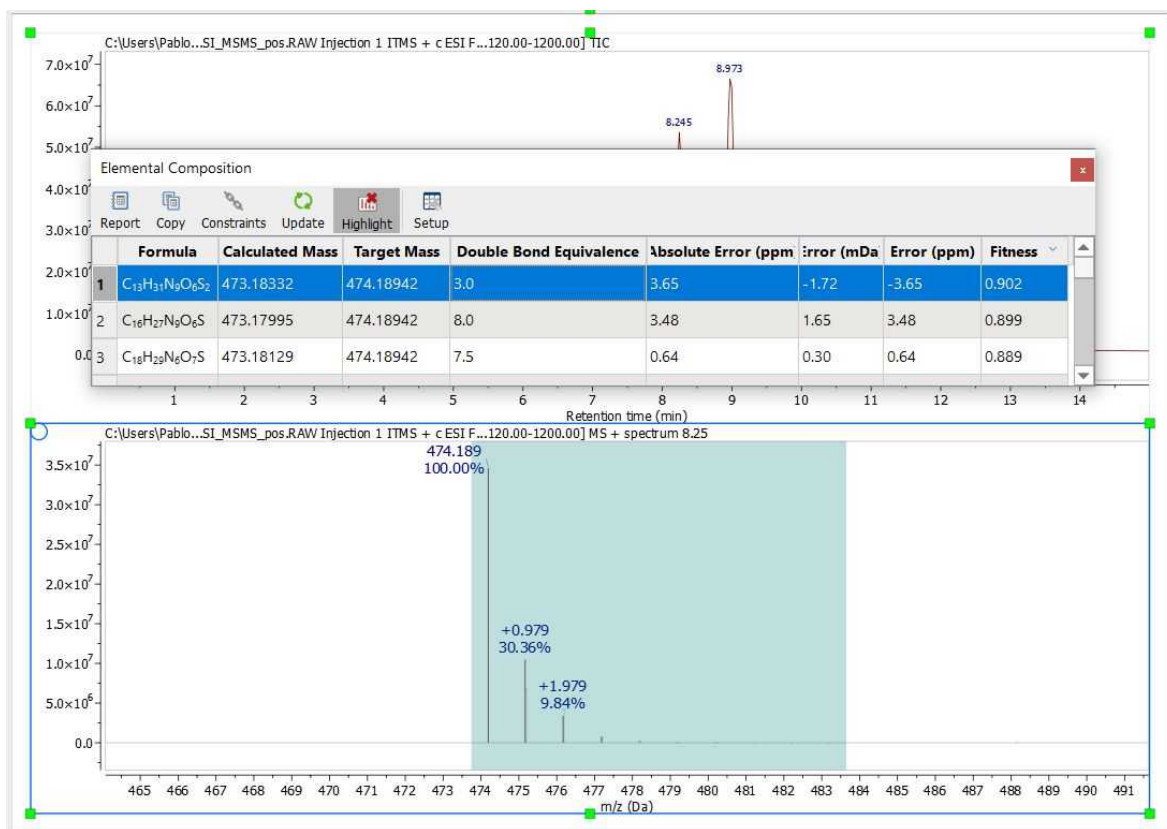 C:\Users\Pablo...SI_MSMS_pos.RAW Injection 1 ITMS + c ESI F...120.00-1200.00] TIC
7.0×10⁷
8.973
6.0×10⁷
8.245
5.0×10⁷
Elemental Composition
x
4.0×10⁷
Report Copy Constraints Update Highlight Setup
3.0×10⁷
Formula Calculated Mass Target Mass Double Bond Equivalence Absolute Error (ppm) Error (mDa Error (ppm) Fitness
2.0×10⁷
1 C₁₃H₃₁N₉O₆S₂ 473.18332 474.18942 3.0 3.65 -1.72 -3.65 0.902
1.0×10⁷
2 C₁₆H₂₇N₉O₆S 473.17995 474.18942 8.0 3.48 1.65 3.48 0.899
0.0
3 C₁₈H₂₉N₆O₇S 473.18129 474.18942 7.5 0.64 0.30 0.64 0.889
1 2 3 4 5 6 7 8 9 10 11 12 13 14
Retention time (min)
C:\Users\Pablo...SI_MSMS_pos.RAW Injection 1 ITMS + c ESI F...120.00-1200.00] MS + spectrum 8.25
474.189
100.00%
3.5×10⁷
3.0×10⁷
2.5×10⁷
2.0×10⁷
1.5×10⁷
+0.979
30.36%
1.0×10⁷
+1.979
9.84%
5.0×10⁶
0.0
465 466 467 468 469 470 471 472 473 474 475 476 477 478 479 480 481 482 483 484 485 486 487 488 489 490 491
m/z (Da)